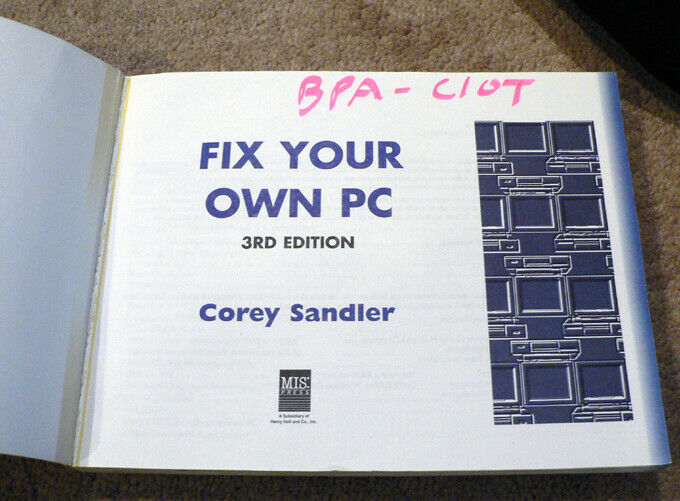 BPA - CIOT
FIX YOUR
OWN PC
3RD EDITION
Corey Sandler
MIS:
PRESS
A Subsidiary of
Henry Holt and Co., Inc.